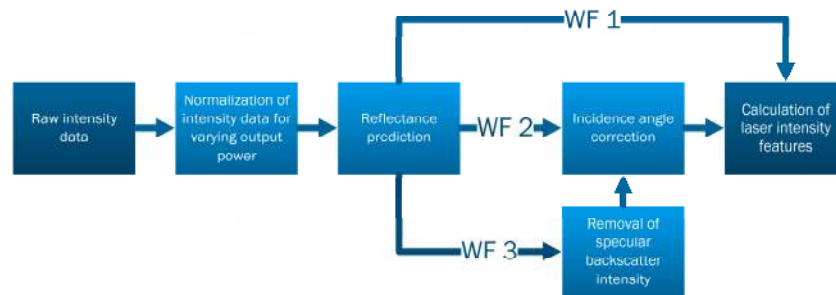 WF 1
Raw intensity
data
Normalization of
intensity data for
varying output
power
Reflectance
prediction
WF 2
Incidence angle
correction
Calculation of
laser intensity
features
WF 3
Removal of
specular
backscatter
intensity